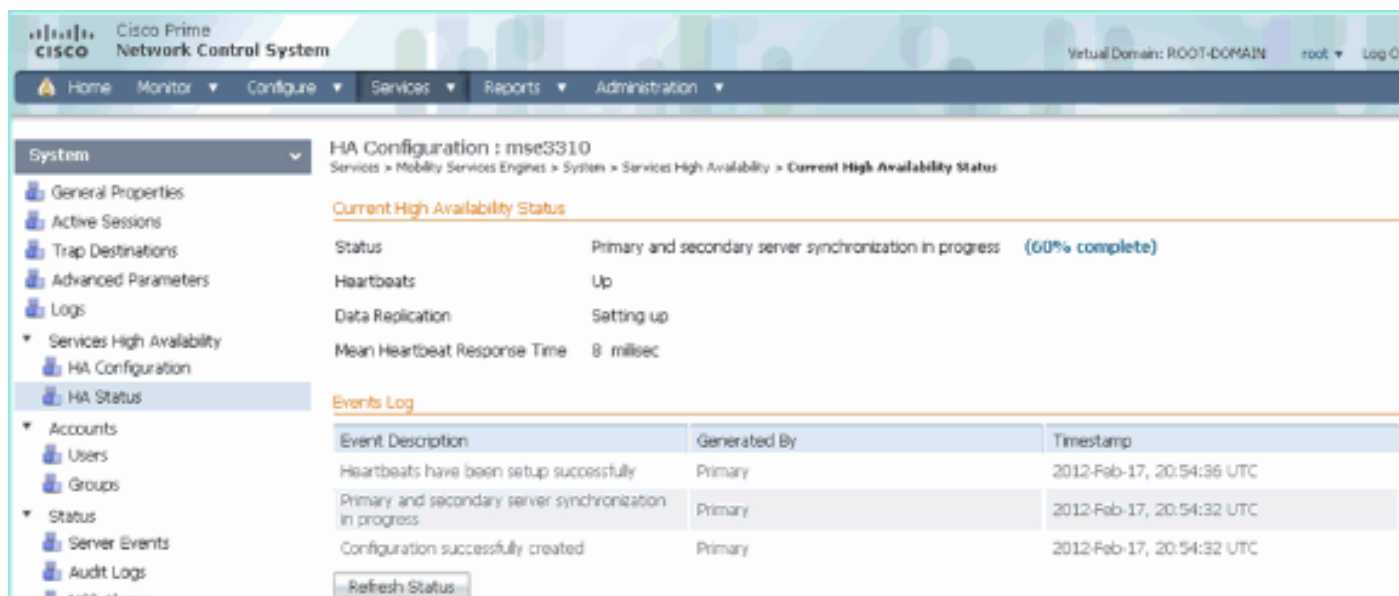 Cisco Prime
CISCO Network Control System
Virtual Domain: ROOT-DOMAIN root Log O
Home Monitor Configure Services Reports Administration
System
General Properties
Active Sessions
Trap Destinations
Advanced Parameters
Logs
Services High Availability
HA Configuration
HA Status
Accounts
Users
Groups
Status
Server Events
Audit Logs
HA Configuration : mse3310
Services > Mobility Services Engines > System > Services High Availability > Current High Availability Status
Current High Availability Status
Status Primary and secondary server synchronization in progress (60% complete)
Heartbeats Up
Data Replication Setting up
Mean Heartbeat Response Time 8 millisec
Events Log
Event Description Generated By Timestamp
Heartbeats have been setup successfully Primary 2012-Feb-17, 20:54:36 UTC
Primary and secondary server synchronization
in progress Primary 2012-Feb-17, 20:54:32 UTC
Configuration successfully created Primary 2012-Feb-17, 20:54:32 UTC
Refresh Status